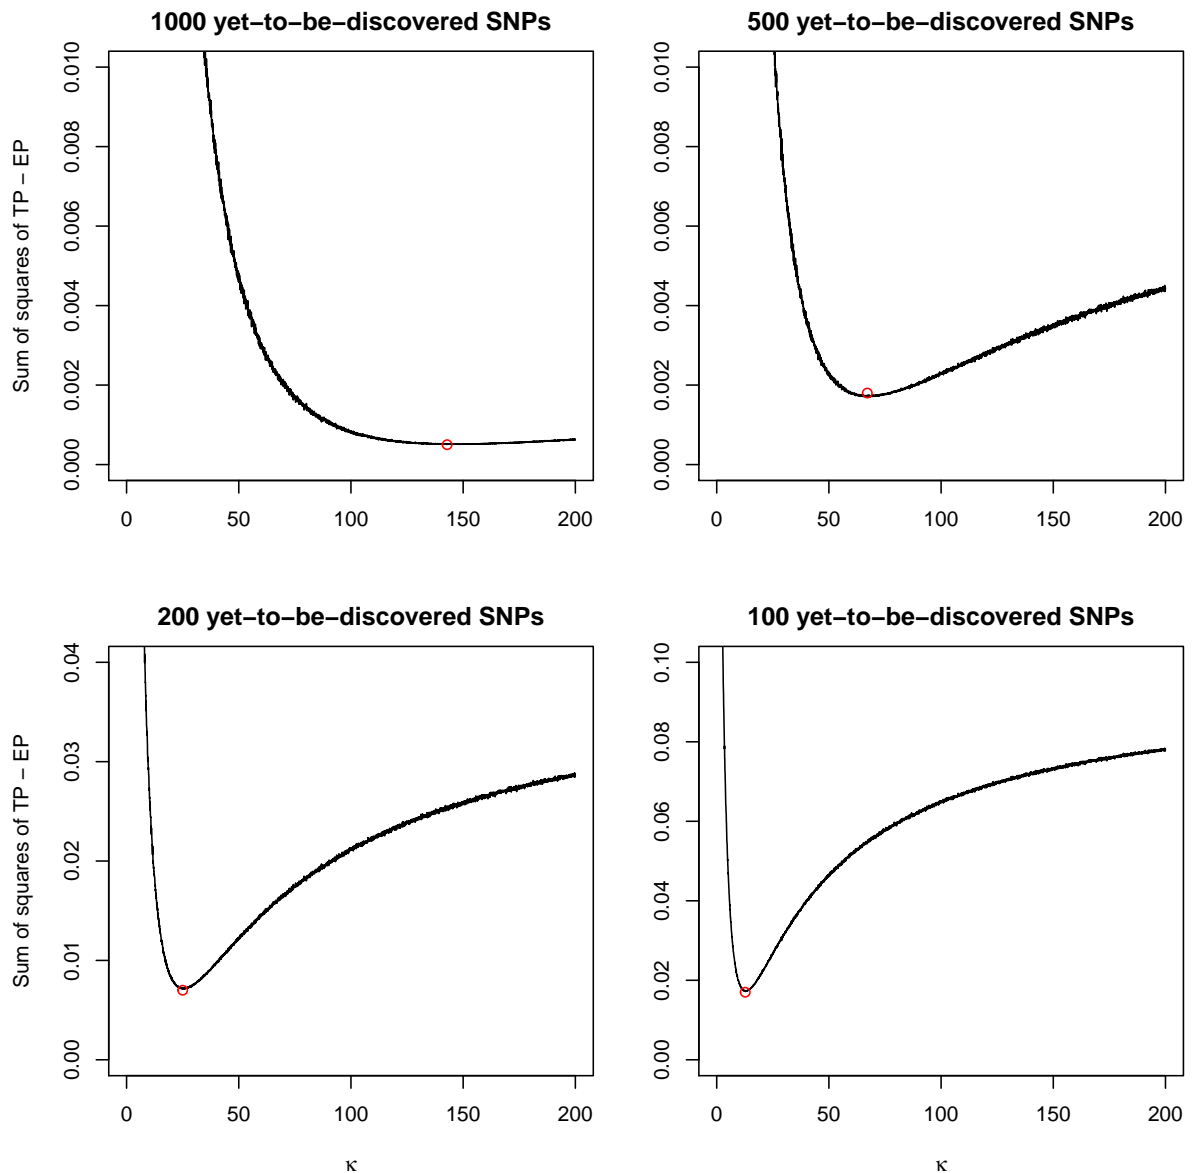 1000 yet−to−be−discovered SNPs
0.010
0.008
0.006
0.004
0.002
0.000
Sum of squares of TP − EP
0 50 100 150 200
500 yet−to−be−discovered SNPs
0.010
0.008
0.006
0.004
0.002
0.000
0 50 100 150 200
200 yet−to−be−discovered SNPs
0.04
0.03
0.02
0.01
0.00
Sum of squares of TP − EP
0 50 100 150 200
κ
100 yet−to−be−discovered SNPs
0.10
0.08
0.06
0.04
0.02
0.00
0 50 100 150 200
κ